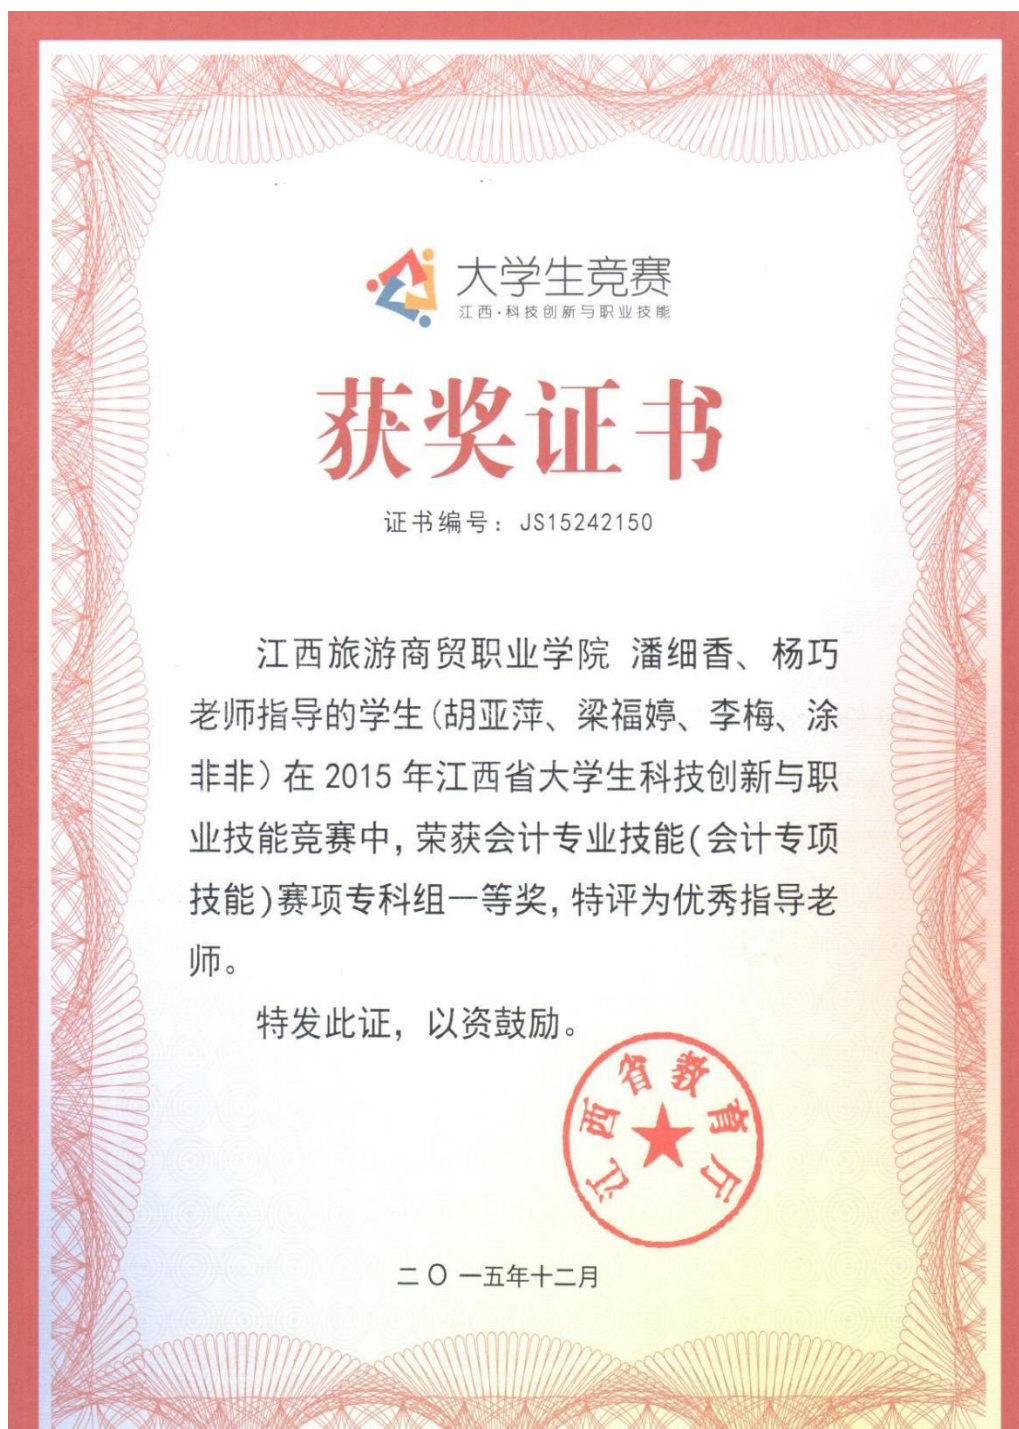 大学生竞赛
江西·科技创新与职业技能
获奖证书
证书编号：JS15242150
江西旅游商贸职业学院 潘细香、杨巧
老师指导的学生(胡亚萍、梁福婷、李梅、涂
非非)在2015年江西省大学生科技创新与职
业技能竞赛中,荣获会计专业技能(会计专项
技能)赛项专科组一等奖,特评为优秀指导老
师。
特发此证，以资鼓励。
江西省教育厅
二〇一五年十二月